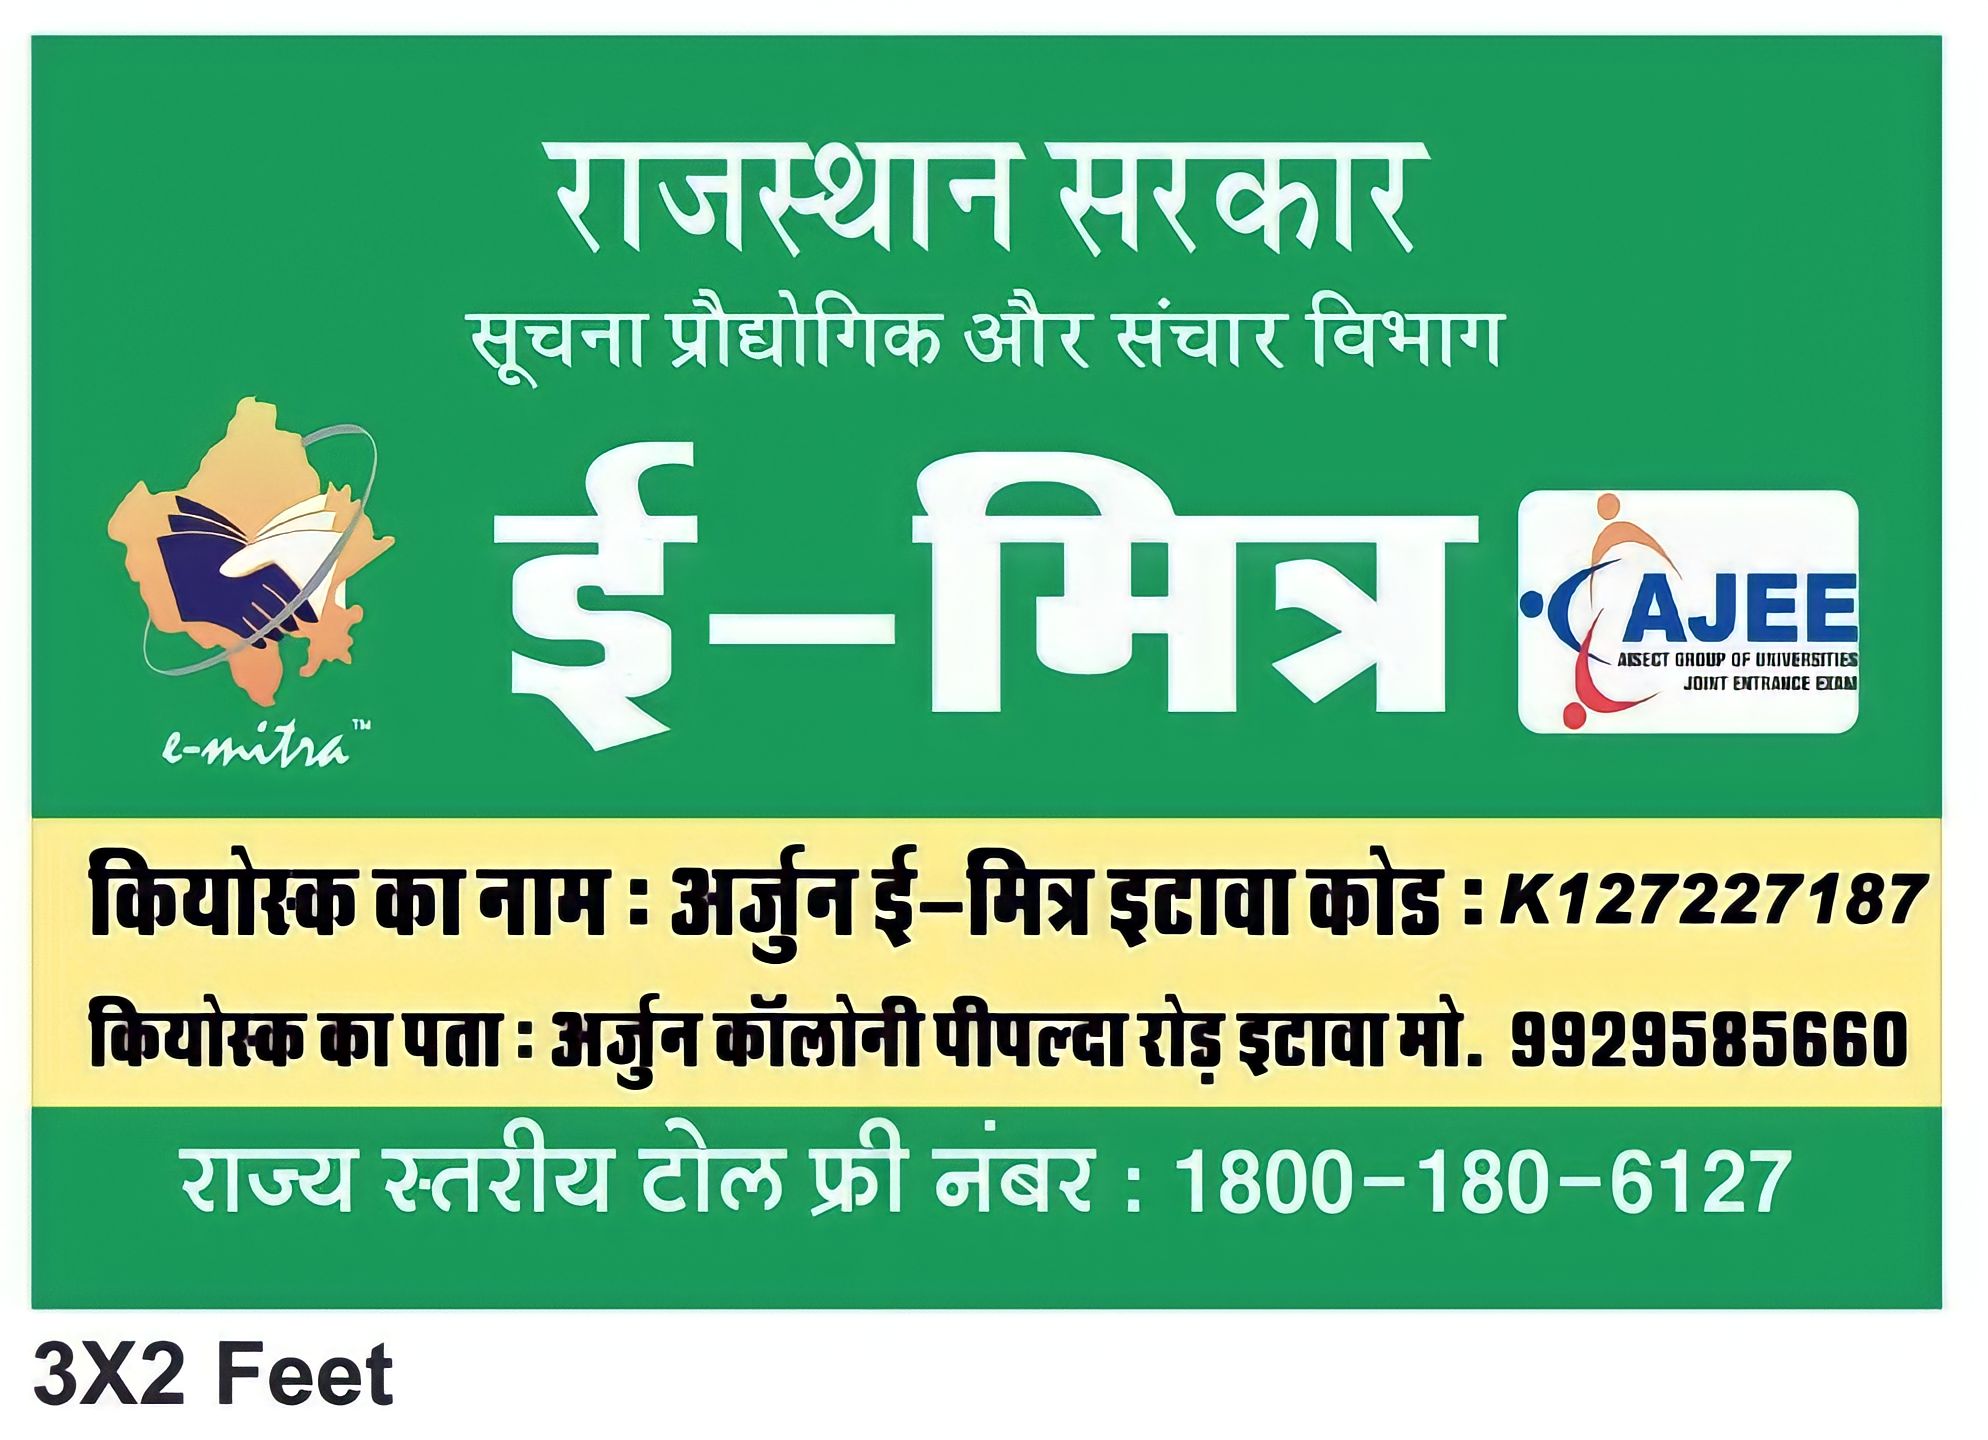 राजस्थान सरकार
सूचना प्रौद्योगिक और संचार विभाग
ई–मित्र
e-mitra™
AJEE
AISECT GROUP OF UNIVERSITIES
JOINT ENTRANCE EXAM
कियोस्क का नाम : अर्जुन ई–मित्र इटावा कोड : K127227187
कियोस्क का पता : अर्जुन कॉलोनी पीपल्दा रोड़ इटावा मो. 9929585660
राज्य स्तरीय टोल फ्री नंबर : 1800-180-6127
3X2 Feet